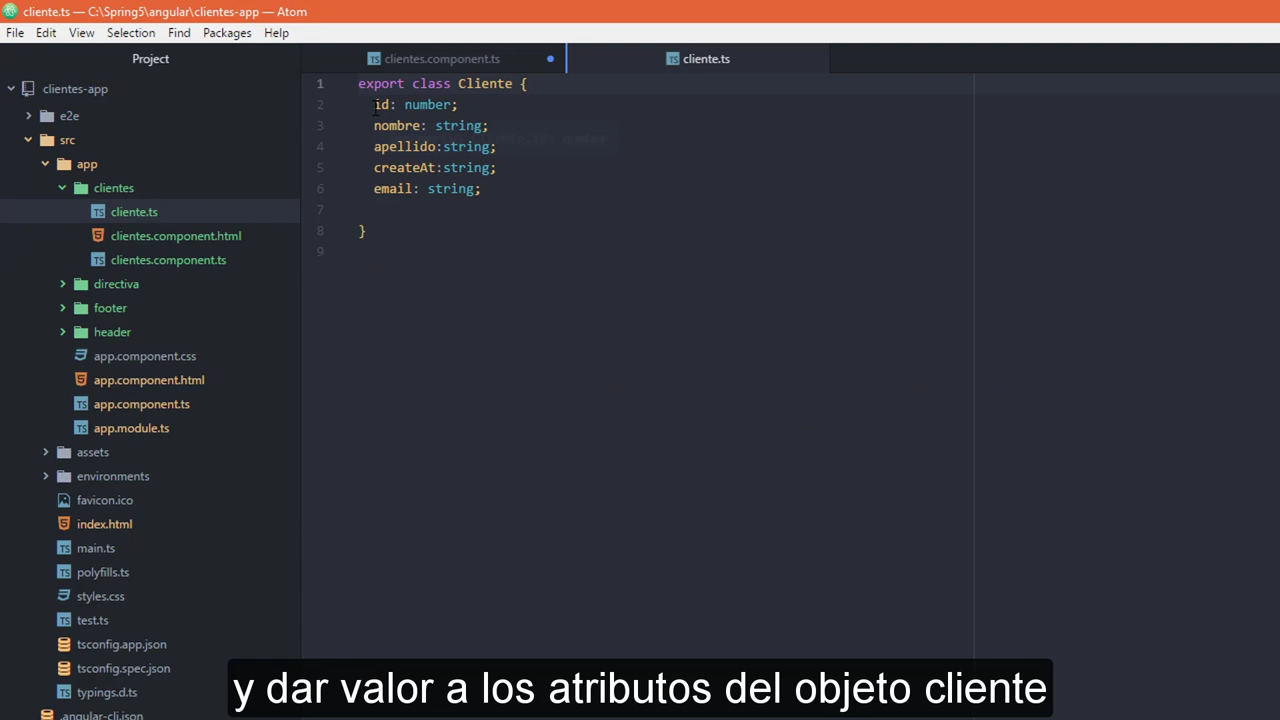 cliente.ts — C:\Spring5\angular\clientes-app — Atom
File Edit View Selection Find Packages Help
Project
clientes.component.ts
cliente.ts
clientes-app
e2e
src
app
clientes
cliente.ts
clientes.component.html
clientes.component.ts
directiva
footer
header
app.component.css
app.component.html
app.component.ts
app.module.ts
assets
environments
favicon.ico
index.html
main.ts
polyfills.ts
styles.css
test.ts
tsconfig.app.json
tsconfig.spec.json
typings.d.ts
.angular-cli.json
1 export class Cliente {
2 id: number;
3 nombre: string;
4 apellido:string;
5 createAt:string;
6 email: string;
7
8 }
9
y dar valor a los atributos del objeto cliente